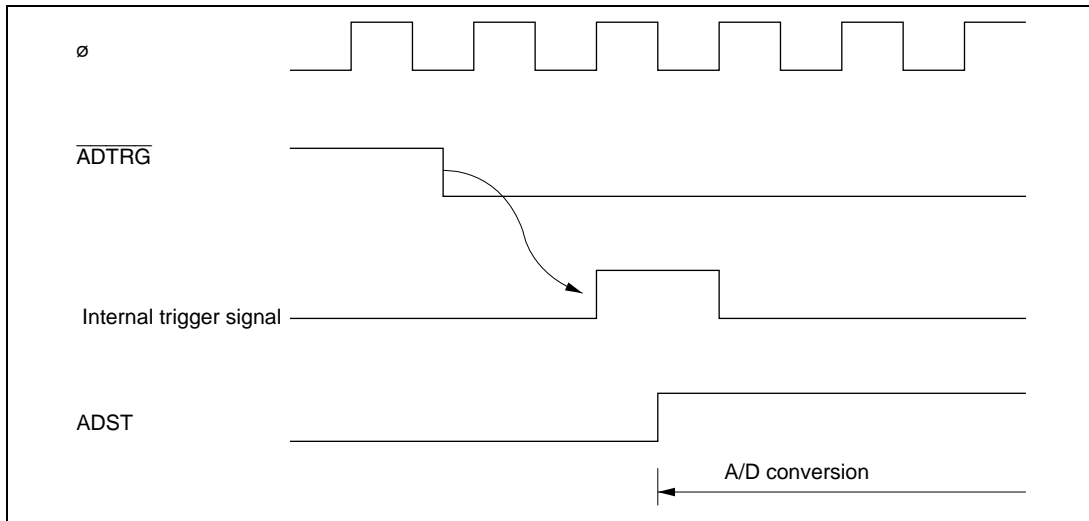 ø
ADTRG
Internal trigger signal
ADST
A/D conversion